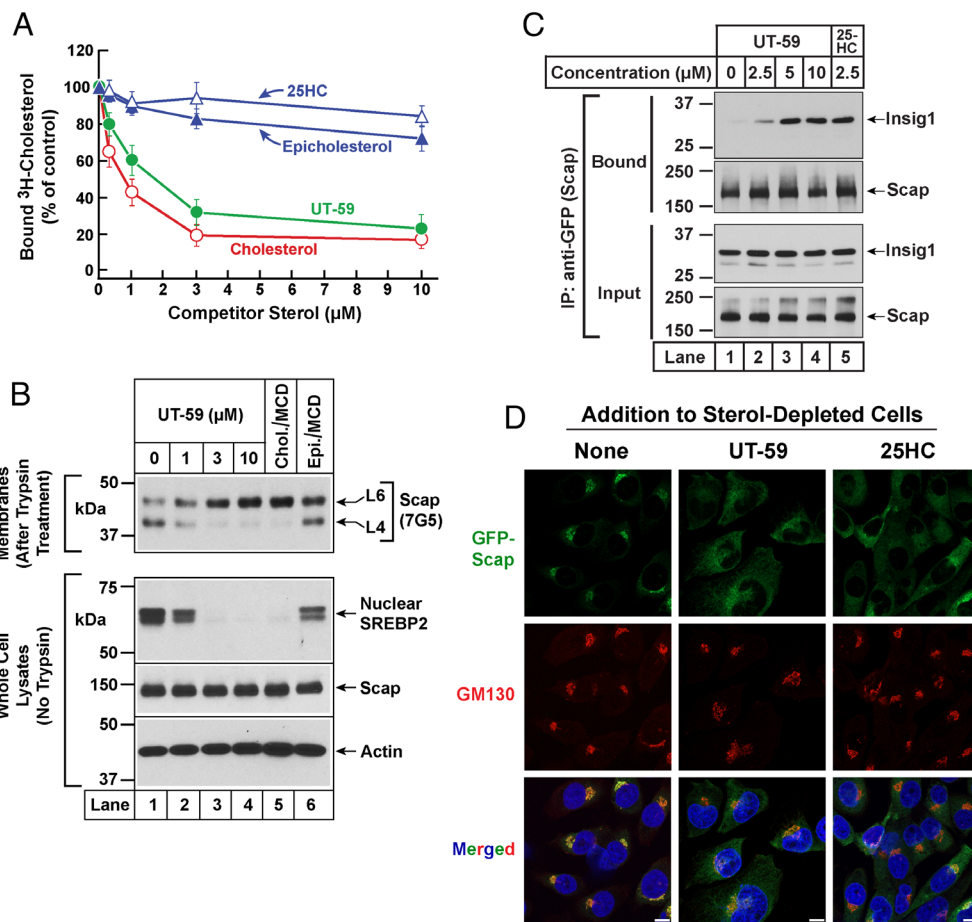 A
120
100
80
60
40
20
0
Bound ³H-Cholesterol
(% of control)
25HC
Epicholesterol
UT-59
Cholesterol
0 1 2 3 4 5 6 7 8 9 10
Competitor Sterol (µM)
B
UT-59 (µM)
Chol./MCD
Epi./MCD
0 1 3 10
Membranes
(After Trypsin
Treatment)
50
kDa
37
L6
L4
Scap
(7G5)
Whole Cell
Lysates
(No Trypsin)
75
kDa
50
Nuclear
SREBP2
150
Scap
50
37
Actin
Lane 1 2 3 4 5 6
C
UT-59
25-
HC
Concentration (µM) 0 2.5 5 10 2.5
IP: anti-GFP (Scap)
Bound
37
25
Insig1
250
150
Scap
Input
37
25
Insig1
250
150
Scap
Lane 1 2 3 4 5
D
Addition to Sterol-Depleted Cells
None UT-59 25HC
GFP-
Scap
GM130
Merged